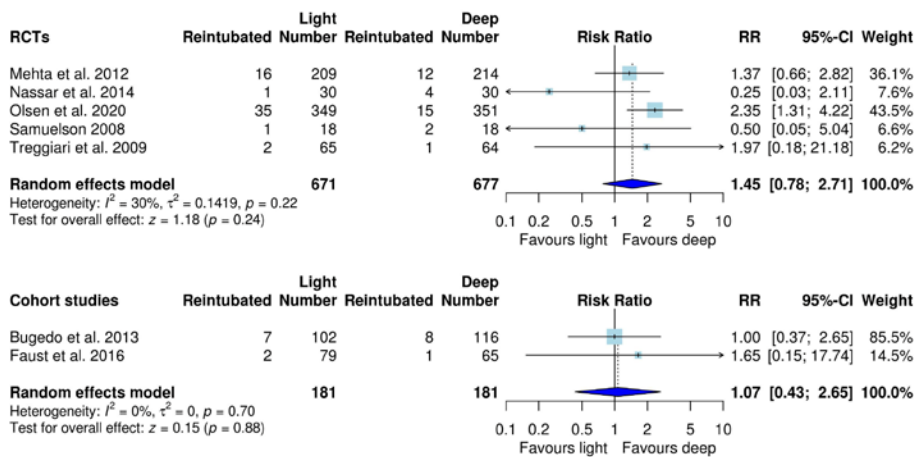 Light Deep
RCTs Reintubated Number Reintubated Number Risk Ratio RR 95%-CI Weight
Mehta et al. 2012 16 209 12 214 1.37 [0.66; 2.82] 36.1%
Nassar et al. 2014 1 30 4 30 0.25 [0.03; 2.11] 7.6%
Olsen et al. 2020 35 349 15 351 2.35 [1.31; 4.22] 43.5%
Samuelson 2008 1 18 2 18 0.50 [0.05; 5.04] 6.6%
Treggiari et al. 2009 2 65 1 64 1.97 [0.18; 21.18] 6.2%
Random effects model 671 677 1.45 [0.78; 2.71] 100.0%
Heterogeneity: I² = 30%, τ² = 0.1419, p = 0.22
Test for overall effect: z = 1.18 (p = 0.24)
0.1 0.2 0.5 1 2 5 10
Favours light Favours deep
Light Deep
Cohort studies Reintubated Number Reintubated Number Risk Ratio RR 95%-CI Weight
Bugedo et al. 2013 7 102 8 116 1.00 [0.37; 2.65] 85.5%
Faust et al. 2016 2 79 1 65 1.65 [0.15; 17.74] 14.5%
Random effects model 181 181 1.07 [0.43; 2.65] 100.0%
Heterogeneity: I² = 0%, τ² = 0, p = 0.70
Test for overall effect: z = 0.15 (p = 0.88)
0.1 0.2 0.5 1 2 5 10
Favours light Favours deep